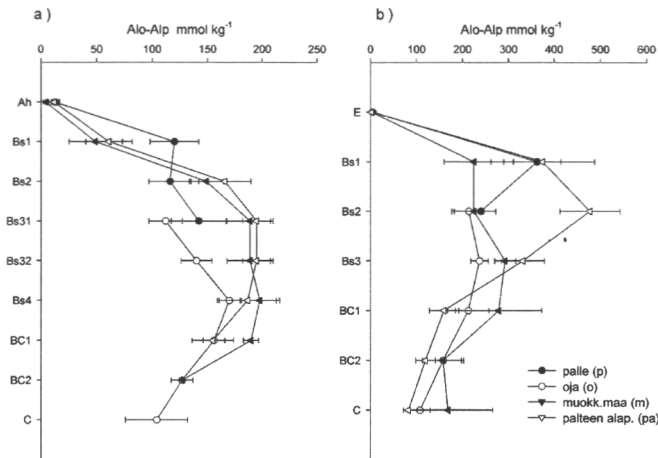 a )
Alo-Alp mmol kg-1
0 50 100 150 200 250
Ah
Bs1
Bs2
Bs31
Bs32
Bs4
BC1
BC2
C
b )
Alo-Alp mmol kg-1
0 100 200 300 400 500 600
E
Bs1
Bs2
Bs3
BC1
BC2
C
palle (p)
oja (o)
muokk.maa (m)
palteen alap. (pa)